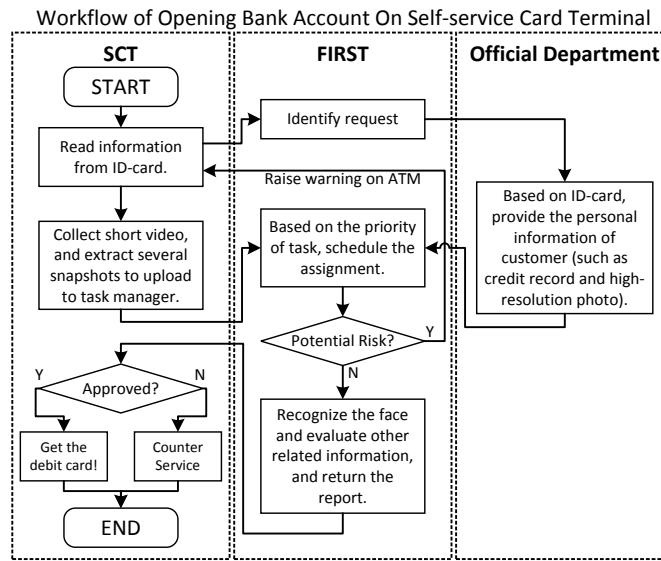 Workflow of Opening Bank Account On Self-service Card Terminal
SCT
FIRST
Official Department
START
Identify request
Read information
from ID-card.
Raise warning on ATM
Based on ID-card,
provide the personal
information of
customer (such as
credit record and high-
resolution photo).
Collect short video,
and extract several
snapshots to upload
to task manager.
Based on the priority
of task, schedule the
assignment.
Potential Risk?
Y
N
Approved?
Y
N
Recognize the face
and evaluate other
related information,
and return the
report.
Get the
debit card!
Counter
Service
END